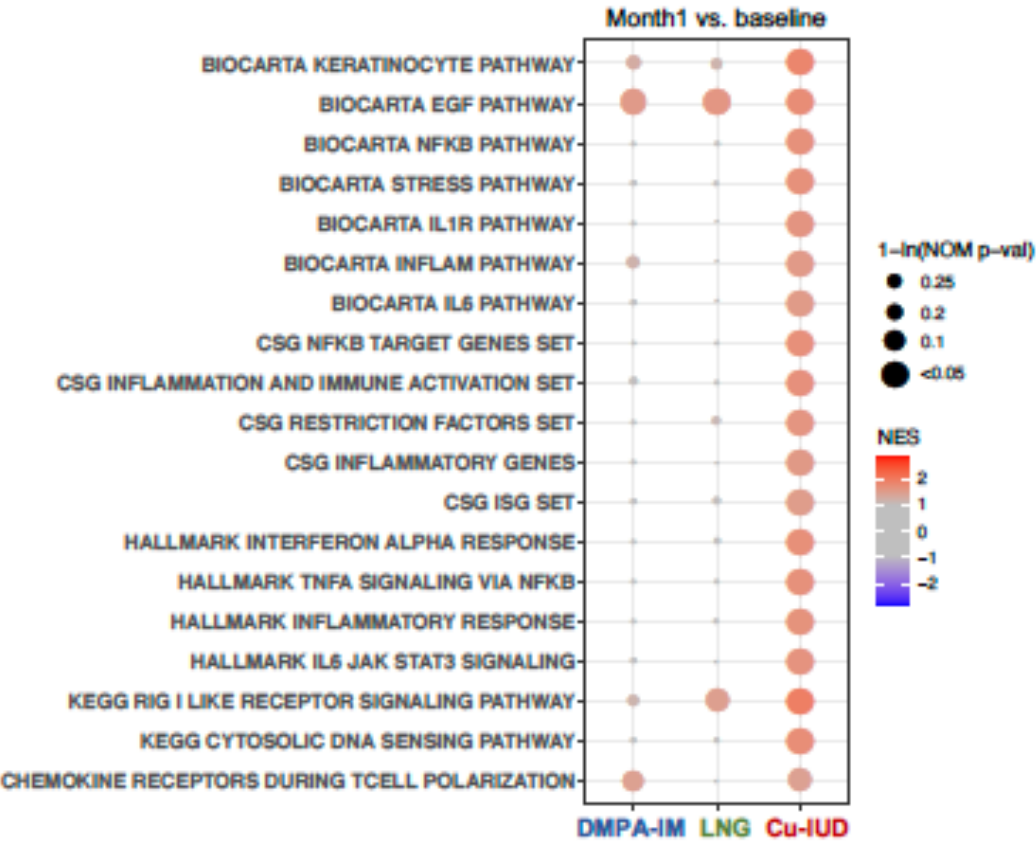 Month1 vs. baseline
BIOCARTA KERATINOCYTE PATHWAY
BIOCARTA EGF PATHWAY
BIOCARTA NFKB PATHWAY
BIOCARTA STRESS PATHWAY
BIOCARTA IL1R PATHWAY
BIOCARTA INFLAM PATHWAY
BIOCARTA IL6 PATHWAY
CSG NFKB TARGET GENES SET
CSG INFLAMMATION AND IMMUNE ACTIVATION SET
CSG RESTRICTION FACTORS SET
CSG INFLAMMATORY GENES
CSG ISG SET
HALLMARK INTERFERON ALPHA RESPONSE
HALLMARK TNFA SIGNALING VIA NFKB
HALLMARK INFLAMMATORY RESPONSE
HALLMARK IL6 JAK STAT3 SIGNALING
KEGG RIG I LIKE RECEPTOR SIGNALING PATHWAY
KEGG CYTOSOLIC DNA SENSING PATHWAY
CHEMOKINE RECEPTORS DURING TCELL POLARIZATION
DMPA-IM LNG Cu-IUD
1-ln(NOM p-val)
0.25
0.2
0.1
<0.05
NES
2
1
0
-1
-2